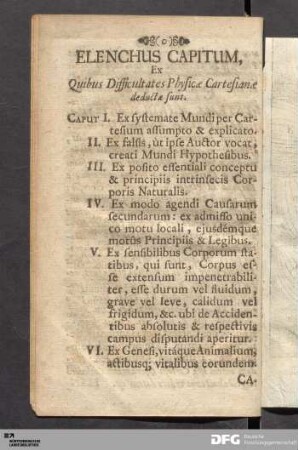 ELENCHUS CAPITUM,
Ex
Quibus Difficultates Physicæ Cartesianæ
deductæ sunt.
CAPUT I. Ex systemate Mundi per Car-
tesium assumpto & explicato.
II. Ex falsis, ùt ipse Auctor vocat,
creati Mundi Hypothesibus.
III. Ex posito essentiali conceptu
& principiis intrinsecis Cor-
poris Naturalis.
IV. Ex modo agendi Causarum
secundarum: ex admisso uni-
co motu locali, ejusdémque
motûs Principiis & Legibus.
V. Ex sensibilibus Corporum sta-
tibus, qui sunt, Corpus es-
se extensum impenetrabili-
ter, esse durum vel fluidum,
grave vel leve, calidum vel
frigidum, &c. ubi de Acciden-
tibus absolutis & respectivis
campus disputandi aperitur.
VI. Ex Genesi, vitáque Animalium,
actibusq; vitalibus eorundem.
CA-
DFG